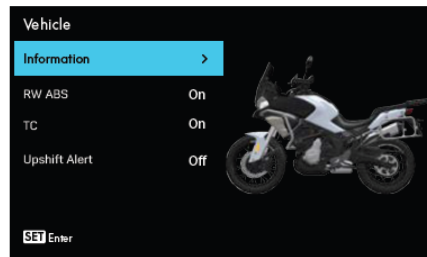 Vehicle
Information >
RW ABS On
TC On
Upshift Alert Off
SET Enter